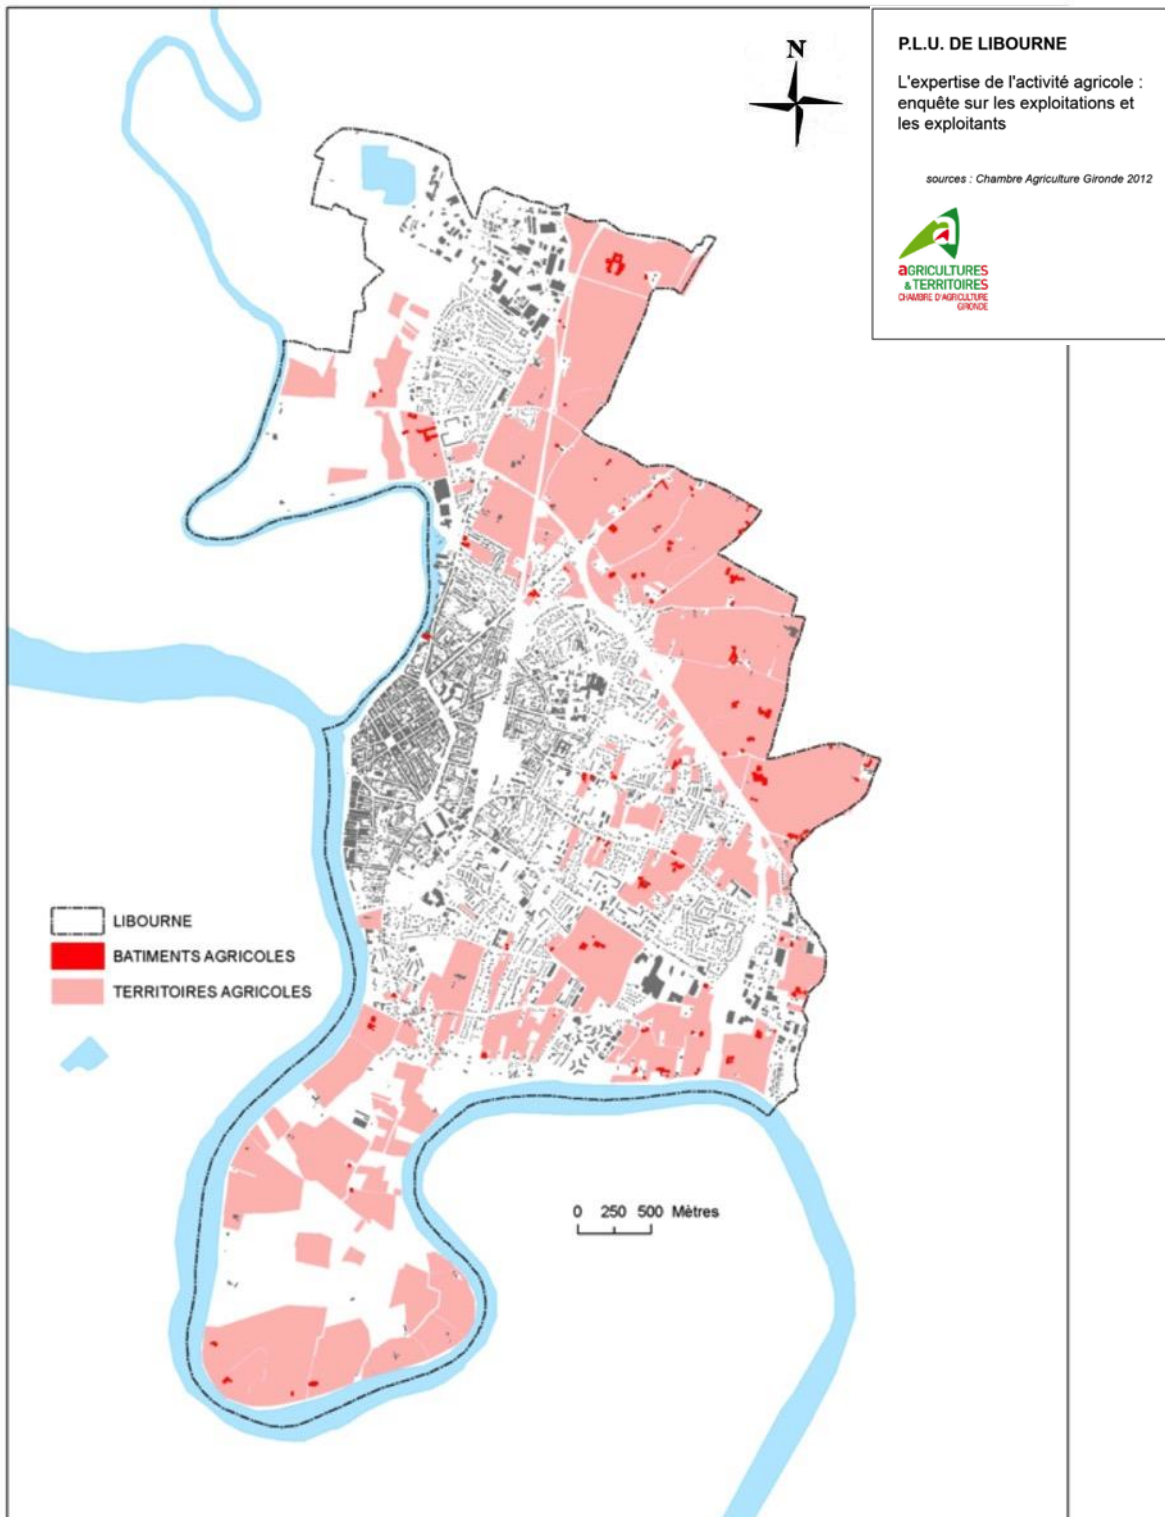 N
P.L.U. DE LIBOURNE
L'expertise de l'activité agricole :
enquête sur les exploitations et
les exploitants
sources : Chambre Agriculture Gironde 2012
aGRICULTURES
& TERRITOIRES
CHAMBRE D'AGRICULTURE
GIRONDE
LIBOURNE
BATIMENTS AGRICOLES
TERRITOIRES AGRICOLES
0 250 500 Mètres